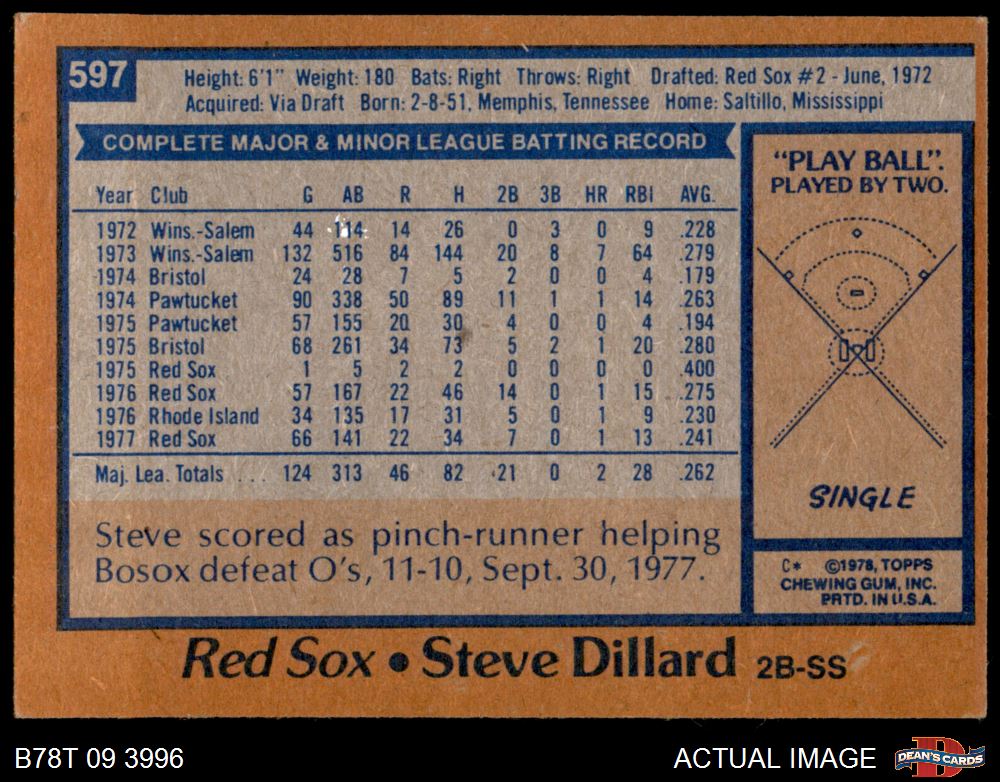 597
Height: 6'1" Weight: 180 Bats: Right Throws: Right Drafted: Red Sox #2 - June, 1972
Acquired: Via Draft Born: 2-8-51, Memphis, Tennessee Home: Saltillo, Mississippi
COMPLETE MAJOR & MINOR LEAGUE BATTING RECORD
Year Club G AB R H 2B 3B HR RBI AVG.
1972 Wins.-Salem 44 114 14 26 0 3 0 9 .228
1973 Wins.-Salem 132 516 84 144 20 8 7 64 .279
1974 Bristol 24 28 7 5 2 0 0 4 .179
1974 Pawtucket 90 338 50 89 11 1 1 14 .263
1975 Pawtucket 57 155 20 30 4 0 0 4 .194
1975 Bristol 68 261 34 73 5 2 1 20 .280
1975 Red Sox 1 5 2 2 0 0 0 0 .400
1976 Red Sox 57 167 22 46 14 0 1 15 .275
1976 Rhode Island 34 135 17 31 5 0 1 9 .230
1977 Red Sox 66 141 22 34 7 0 1 13 .241
Maj. Lea. Totals ... 124 313 46 82 21 0 2 28 .262
Steve scored as pinch-runner helping
Bosox defeat O's, 11-10, Sept. 30, 1977.
"PLAY BALL".
PLAYED BY TWO.
SINGLE
C* ©1978, TOPPS
CHEWING GUM, INC.
PRTD. IN U.S.A.
Red Sox • Steve Dillard 2B-SS
B78T 09 3996
ACTUAL IMAGE
D
DEAN'S CARDS